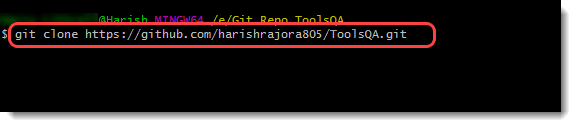 @Harish MINGW64 /e/Git Repo ToolsQA
$ git clone https://github.com/harishrajora805/ToolsQA.git